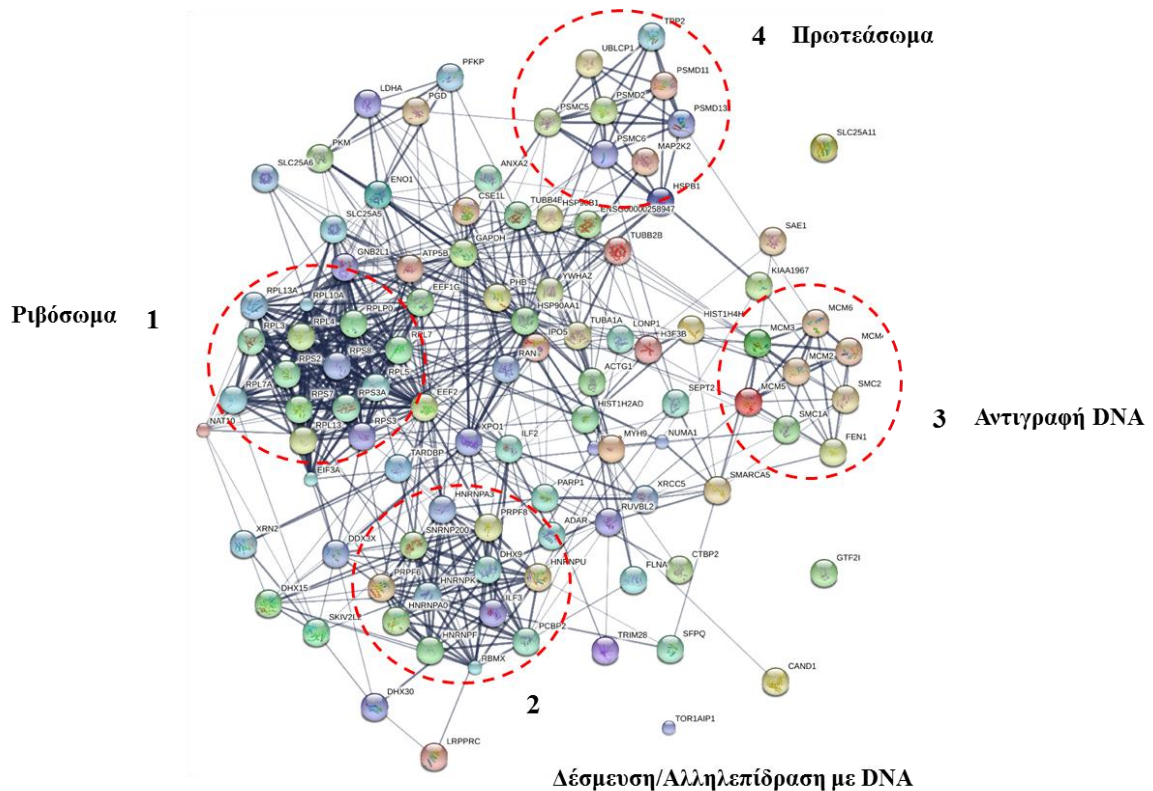 4 Πρωτεάσωμα
TPP2
UBLCP1
PFKP
PSMD11
LDHA
PGD
PSMD2
PSMC5
PSMD13
SLC25A11
PKM
PSMC6
MAP2K2
SLC25A6
ANXA2
ENO1
HSPB1
CSE1L
TUBB4B
HSP90B1
ENSG00000258947
SLC25A5
SAE1
GAPDH
TUBB2B
GNB2L1
ATP5B
KIAA1967
PHB
YWHAZ
RPL13A
RPL10A
EEF1G
MCM6
Ριβόσωμα 1
RPLP0
HSP90AA1
HIST1H4H
RPL3
RPL4
TUBA1A
LONP1
RPL7
IPO5
H3F3B
MCM3
MCM4
RPS2
RPS8
RAN
MCM2
RPL5
ACTG1
SMC2
RPL7A
RPS7
RPS3A
EEF2
HIST1H2AD
SEPT2
MCM5
3 Αντιγραφή DNA
NAT10
RPL13
RPS3
XPO1
ILF2
MYH9
NUMA1
SMC1A
FEN1
EIF3A
TARDBP
SMARCA5
HNRNPA3
PARP1
XRCC5
PRPF8
RUVBL2
XRN2
DDX3X
SNRNP200
ADAR
DHX9
HNRNPU
CTBP2
GTF2I
PRPF6
HNRNPK
FLNA
DHX15
HNRNPA0
ILF3
SKIV2L2
HNRNPF
PCBP2
TRIM28
SFPQ
RBMX
CAND1
DHX30
2
TOR1AIP1
LRPPRC
Δέσμευση/Αλληλεπίδραση με DNA